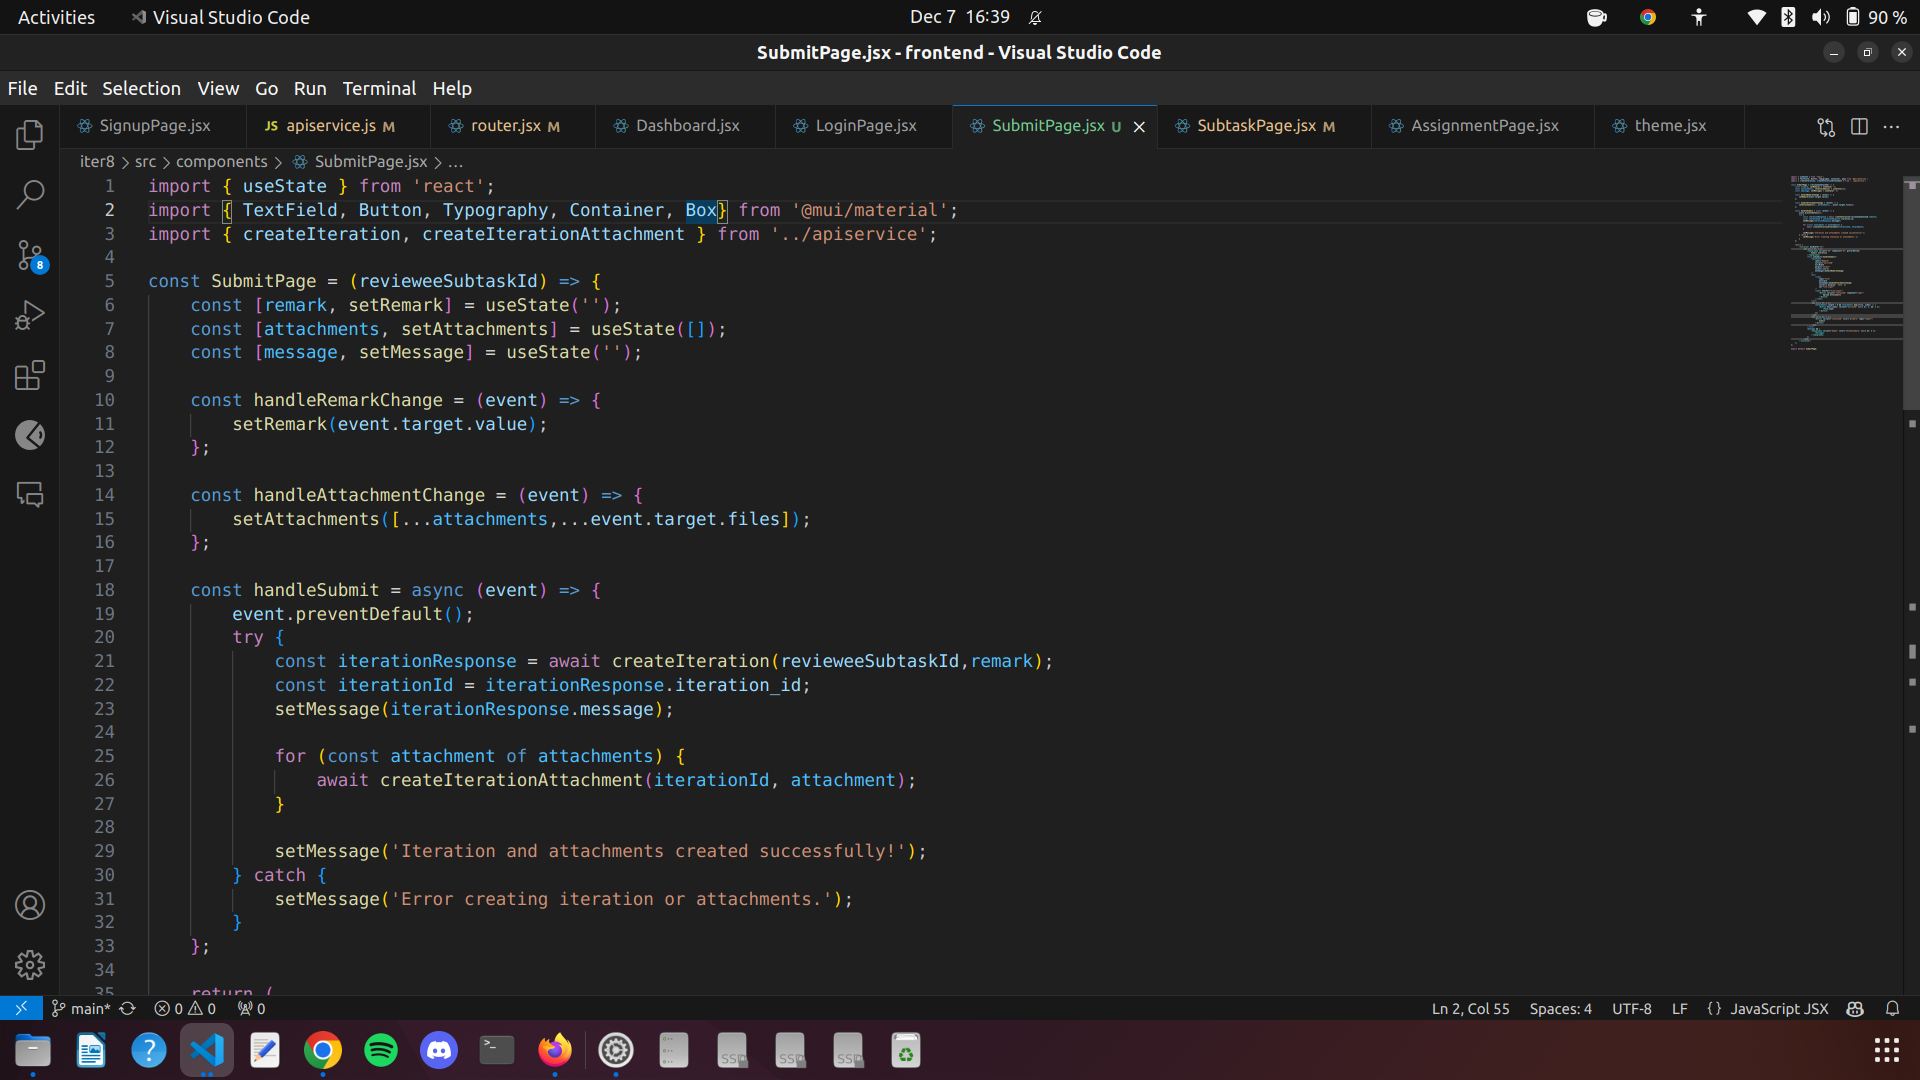 Activities
Visual Studio Code
Dec 7 16:39
90 %
SubmitPage.jsx - frontend - Visual Studio Code
File Edit Selection View Go Run Terminal Help
SignupPage.jsx
JS apiservice.js M
router.jsx M
Dashboard.jsx
LoginPage.jsx
SubmitPage.jsx U
SubtaskPage.jsx M
AssignmentPage.jsx
theme.jsx
iter8 > src > components > SubmitPage.jsx > ...
1 import { useState } from 'react';
2 import { TextField, Button, Typography, Container, Box} from '@mui/material';
3 import { createIteration, createIterationAttachment } from '../apiservice';
4
5 const SubmitPage = (revieweeSubtaskId) => {
6 const [remark, setRemark] = useState('');
7 const [attachments, setAttachments] = useState([]);
8 const [message, setMessage] = useState('');
9
10 const handleRemarkChange = (event) => {
11 setRemark(event.target.value);
12 };
13
14 const handleAttachmentChange = (event) => {
15 setAttachments([...attachments,...event.target.files]);
16 };
17
18 const handleSubmit = async (event) => {
19 event.preventDefault();
20 try {
21 const iterationResponse = await createIteration(revieweeSubtaskId,remark);
22 const iterationId = iterationResponse.iteration_id;
23 setMessage(iterationResponse.message);
24
25 for (const attachment of attachments) {
26 await createIterationAttachment(iterationId, attachment);
27 }
28
29 setMessage('Iteration and attachments created successfully!');
30 } catch {
31 setMessage('Error creating iteration or attachments.');
32 }
33 };
34
35 return (
8
main*
0 0
0
Ln 2, Col 55
Spaces: 4
UTF-8
LF
{} JavaScript JSX
?
>_
SSD
SSD
SSD